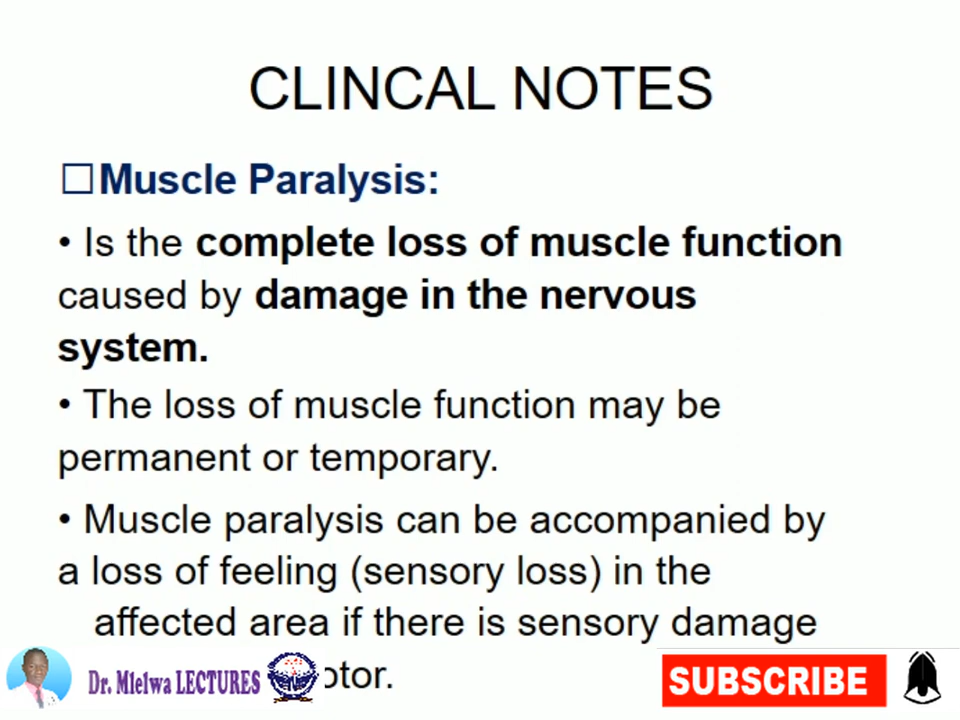 CLINCAL NOTES
□Muscle Paralysis:
• Is the complete loss of muscle function
caused by damage in the nervous
system.
• The loss of muscle function may be
permanent or temporary.
• Muscle paralysis can be accompanied by
a loss of feeling (sensory loss) in the
affected area if there is sensory damage
otor.
Dr. Mlelwa LECTURES
SUBSCRIBE